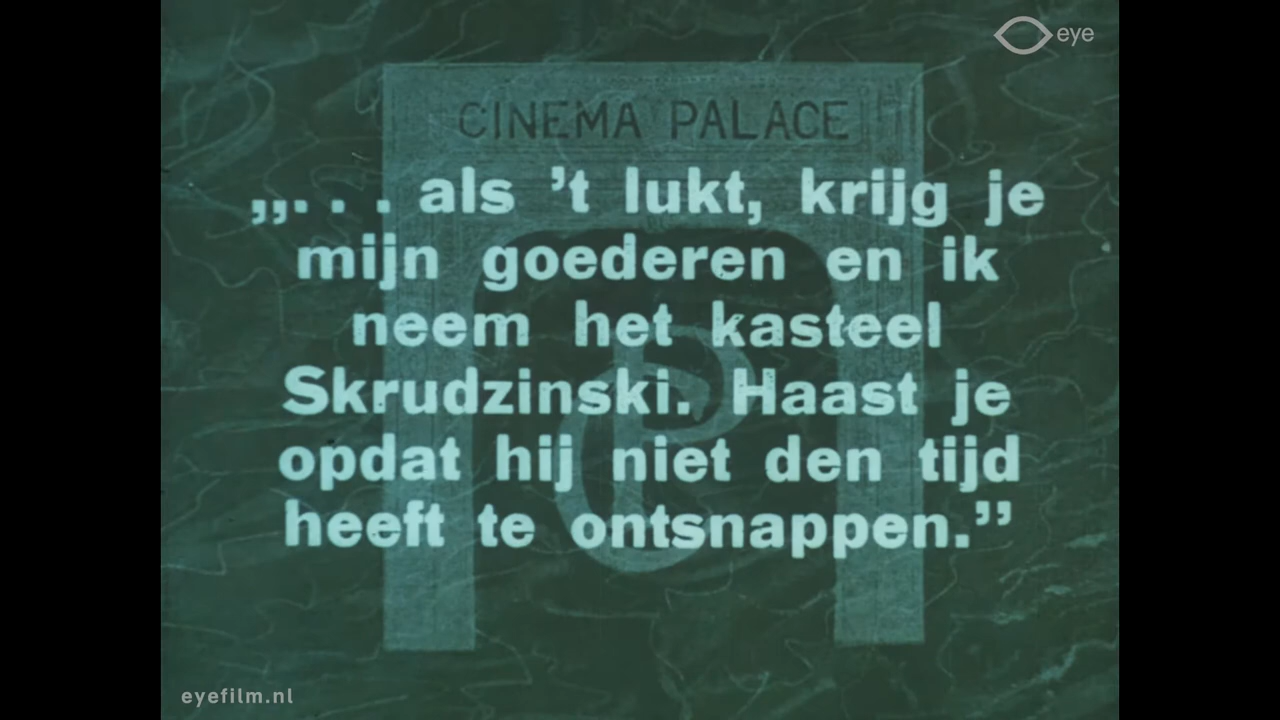 eye
CINEMA PALACE
„. . . als ’t lukt, krijg je
mijn goederen en ik
neem het kasteel
Skrudzinski. Haast je
opdat hij niet den tijd
heeft te ontsnappen.”
CP
eyefilm.nl